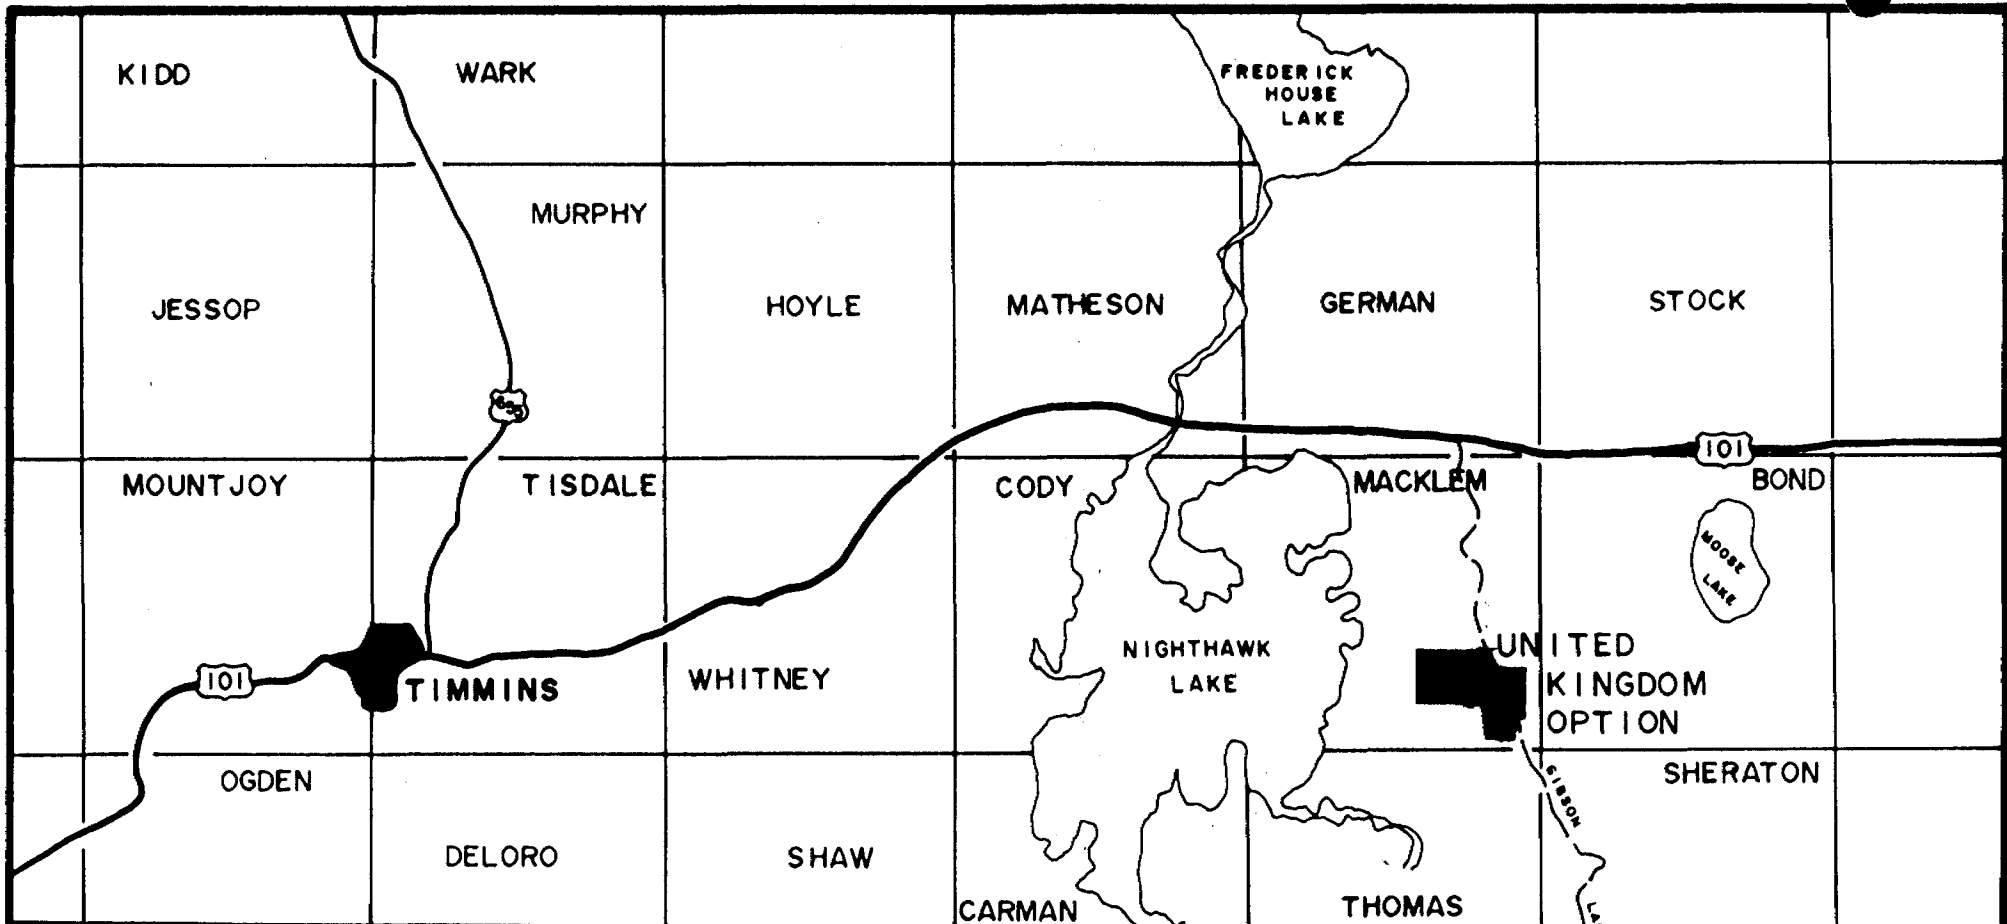 KIDD
WARK
FREDERICK
HOUSE
LAKE
MURPHY
JESSOP
HOYLE
MATHESON
GERMAN
STOCK
655
101
MOUNTJOY
TISDALE
CODY
MACKLEM
BOND
MOOSE
LAKE
NIGHTHAWK
LAKE
UNITED
KINGDOM
OPTION
101
TIMMINS
WHITNEY
OGDEN
SHERATON
GIBSON
DELORO
SHAW
CARMAN
THOMAS